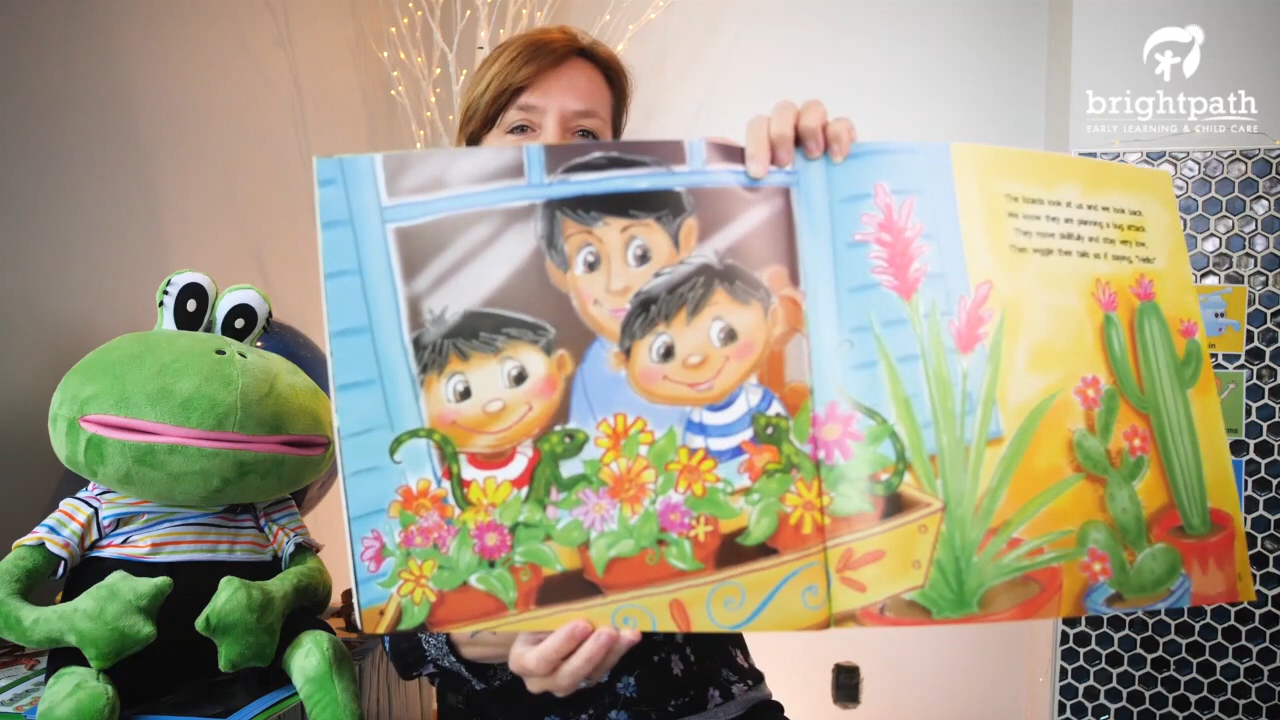 brightpath
EARLY LEARNING & CHILD CARE
The lizards look at us and we look back.
We know they are planning a bug attack.
They move skillfully and stay very low,
Then wiggle their tails as if saying, "Hello!"
in